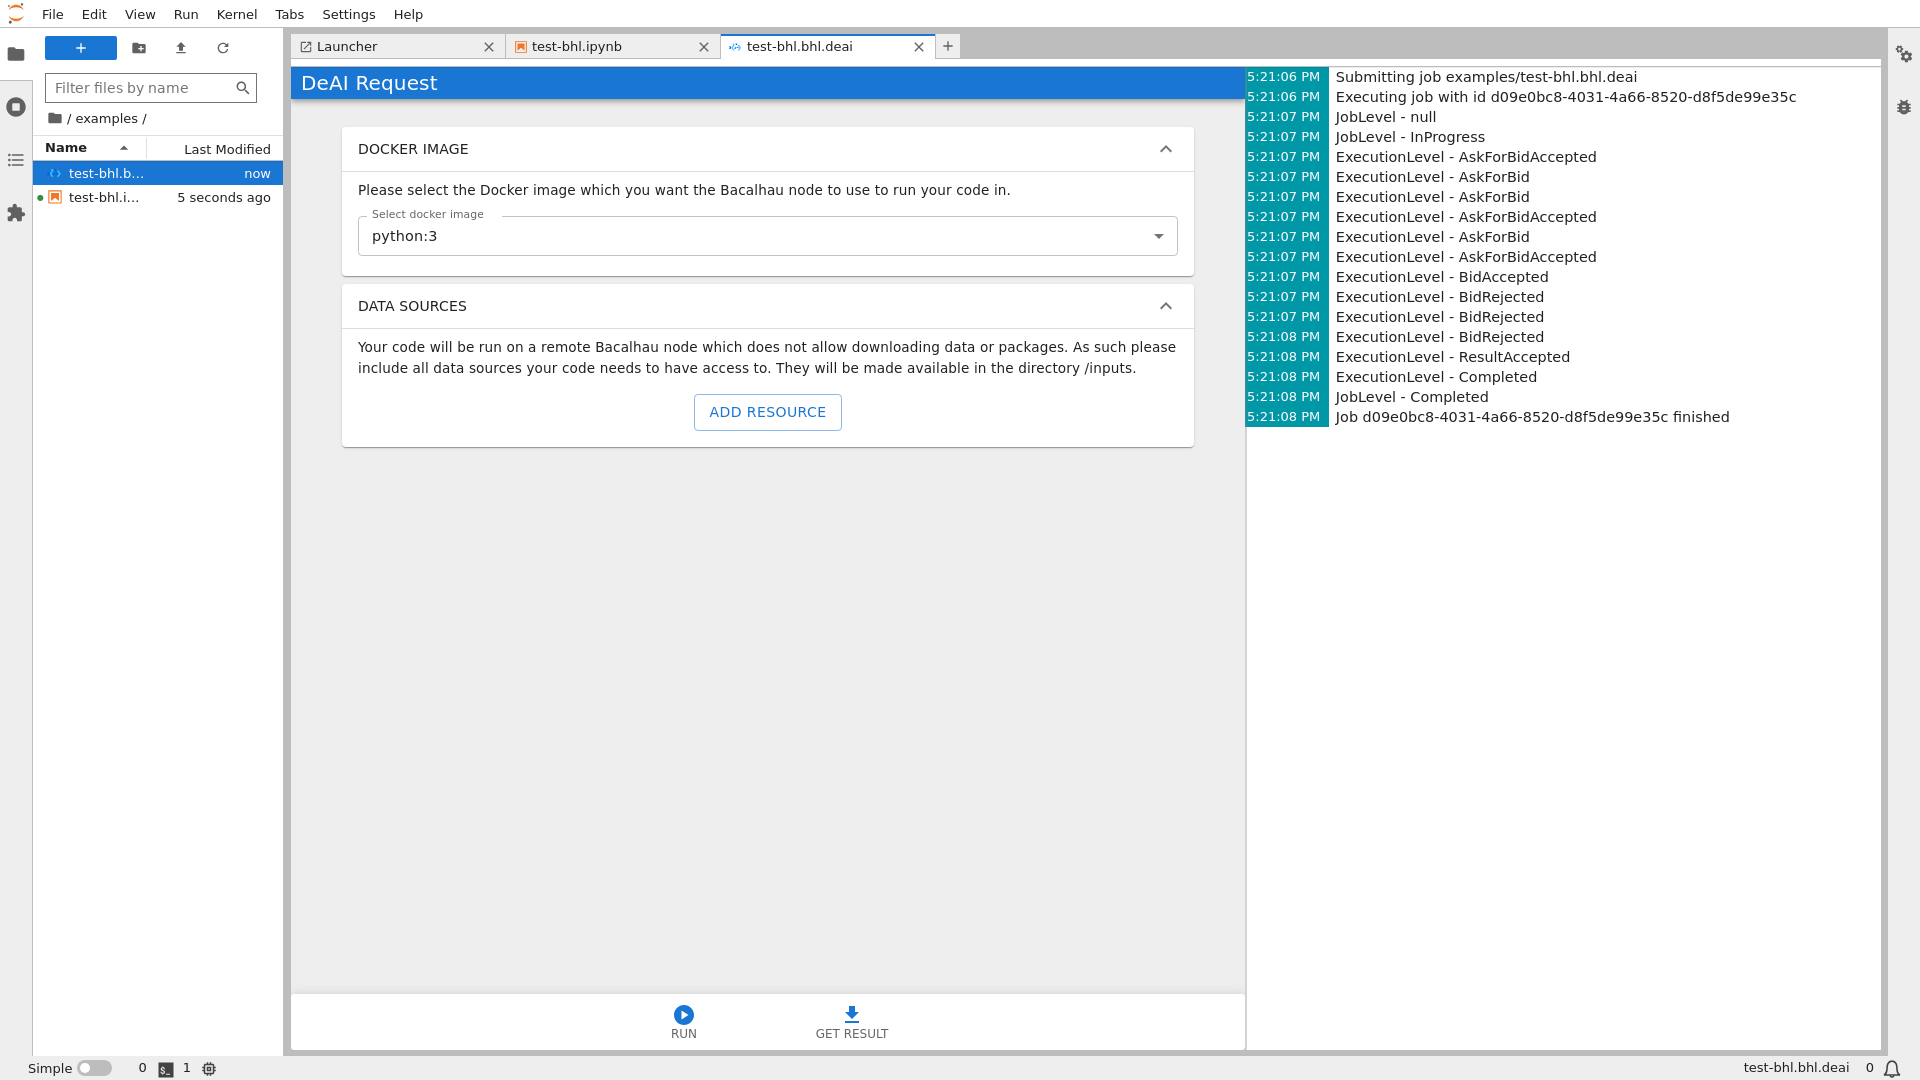 File Edit View Run Kernel Tabs Settings Help
Filter files by name
/ examples /
Name Last Modified
test-bhl.b... now
test-bhl.i... 5 seconds ago
Launcher test-bhl.ipynb test-bhl.bhl.deai
DeAI Request
DOCKER IMAGE
Please select the Docker image which you want the Bacalhau node to use to run your code in.
Select docker image
python:3
DATA SOURCES
Your code will be run on a remote Bacalhau node which does not allow downloading data or packages. As such please
include all data sources your code needs to have access to. They will be made available in the directory /inputs.
ADD RESOURCE
RUN GET RESULT
5:21:06 PM Submitting job examples/test-bhl.bhl.deai
5:21:06 PM Executing job with id d09e0bc8-4031-4a66-8520-d8f5de99e35c
5:21:07 PM JobLevel - null
5:21:07 PM JobLevel - InProgress
5:21:07 PM ExecutionLevel - AskForBidAccepted
5:21:07 PM ExecutionLevel - AskForBid
5:21:07 PM ExecutionLevel - AskForBid
5:21:07 PM ExecutionLevel - AskForBidAccepted
5:21:07 PM ExecutionLevel - AskForBid
5:21:07 PM ExecutionLevel - AskForBidAccepted
5:21:07 PM ExecutionLevel - BidAccepted
5:21:07 PM ExecutionLevel - BidRejected
5:21:07 PM ExecutionLevel - BidRejected
5:21:08 PM ExecutionLevel - BidRejected
5:21:08 PM ExecutionLevel - ResultAccepted
5:21:08 PM ExecutionLevel - Completed
5:21:08 PM JobLevel - Completed
5:21:08 PM Job d09e0bc8-4031-4a66-8520-d8f5de99e35c finished
Simple 0 $_ 1 test-bhl.bhl.deai 0